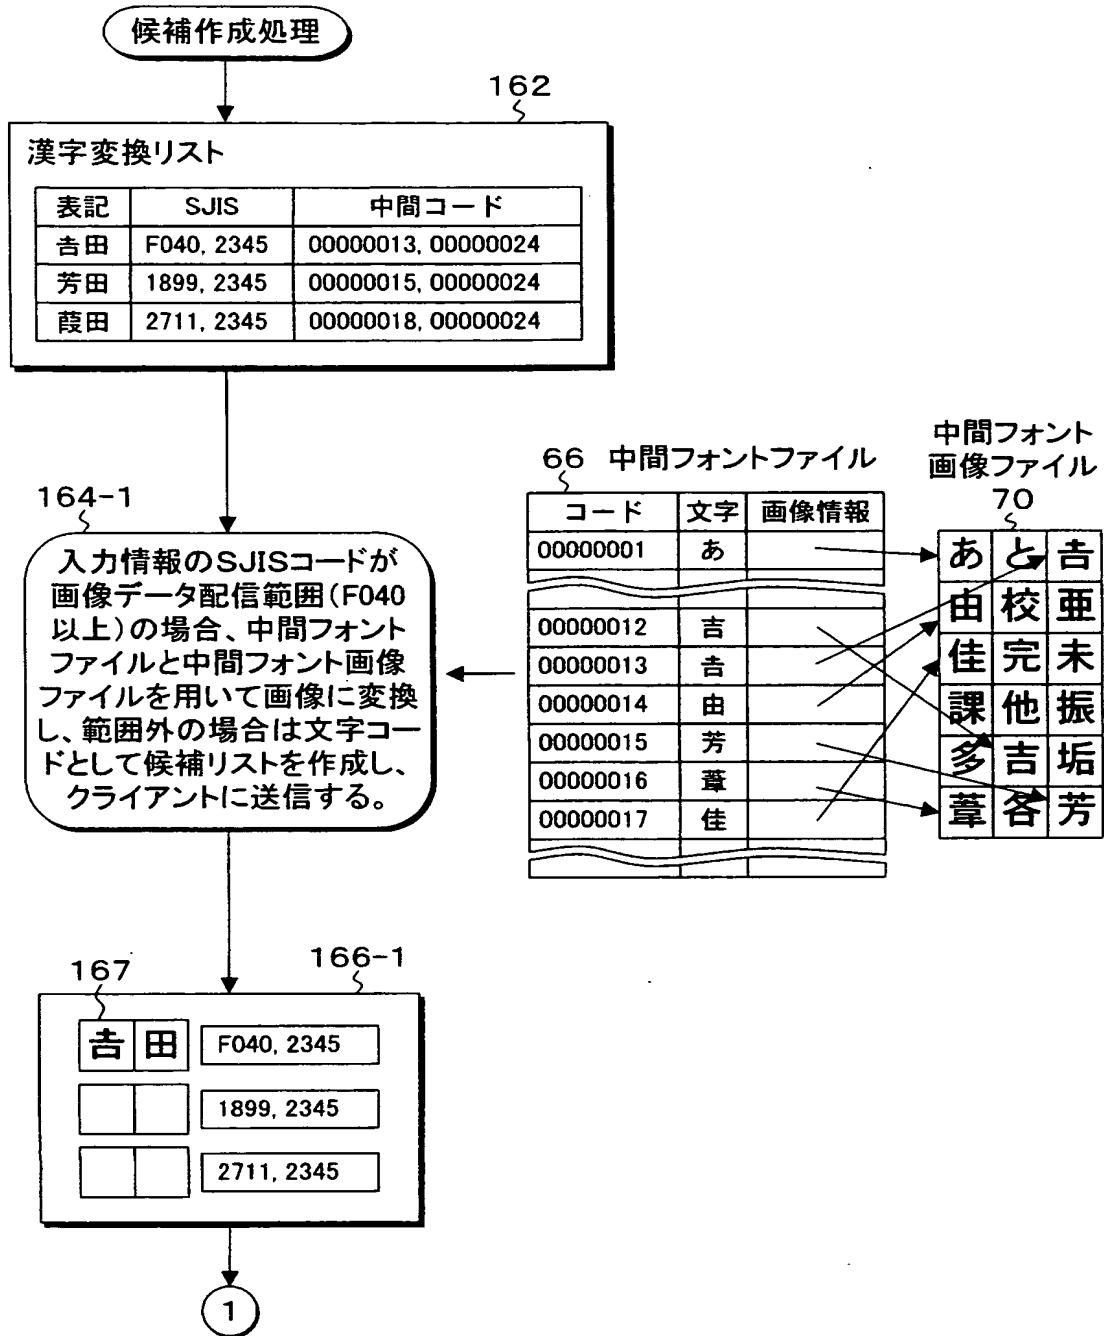 候補作成処理
162
漢字変換リスト
表記 SJIS 中間コード
𠮷田 F040, 2345 00000013, 00000024
芳田 1899, 2345 00000015, 00000024
葭田 2711, 2345 00000018, 00000024
164-1
入力情報のSJISコードが
画像データ配信範囲(F040
以上)の場合、中間フォント
ファイルと中間フォント画像
ファイルを用いて画像に変換
し、範囲外の場合は文字コー
ドとして候補リストを作成し、
クライアントに送信する。
66 中間フォントファイル
コード 文字 画像情報
00000001 あ
00000012 吉
00000013 𠮷
00000014 由
00000015 芳
00000016 葦
00000017 佳
中間フォント
画像ファイル
70
あ と 𠮷
由 校 亜
佳 完 未
課 他 振
多 吉 垢
葦 各 芳
167
166-1
𠮷 田 F040, 2345
1899, 2345
2711, 2345
1